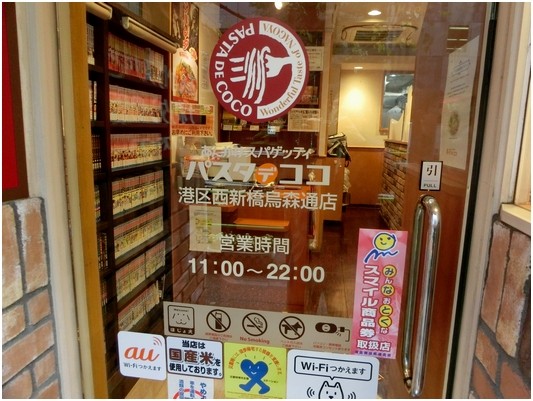 PASTA DE COCO
Wonderful Taste of NAGOYA
あんかけスパゲッティ
パスタデココ
港区西新橋烏森通店
営業時間
11:00〜22:00
引
PULL
No Smoking
みんなおとくな
スマイル商品券
取扱店
au
Wi-Fiつかえます
当店は
国産米を
使用しております。
Wi-Fiつかえます